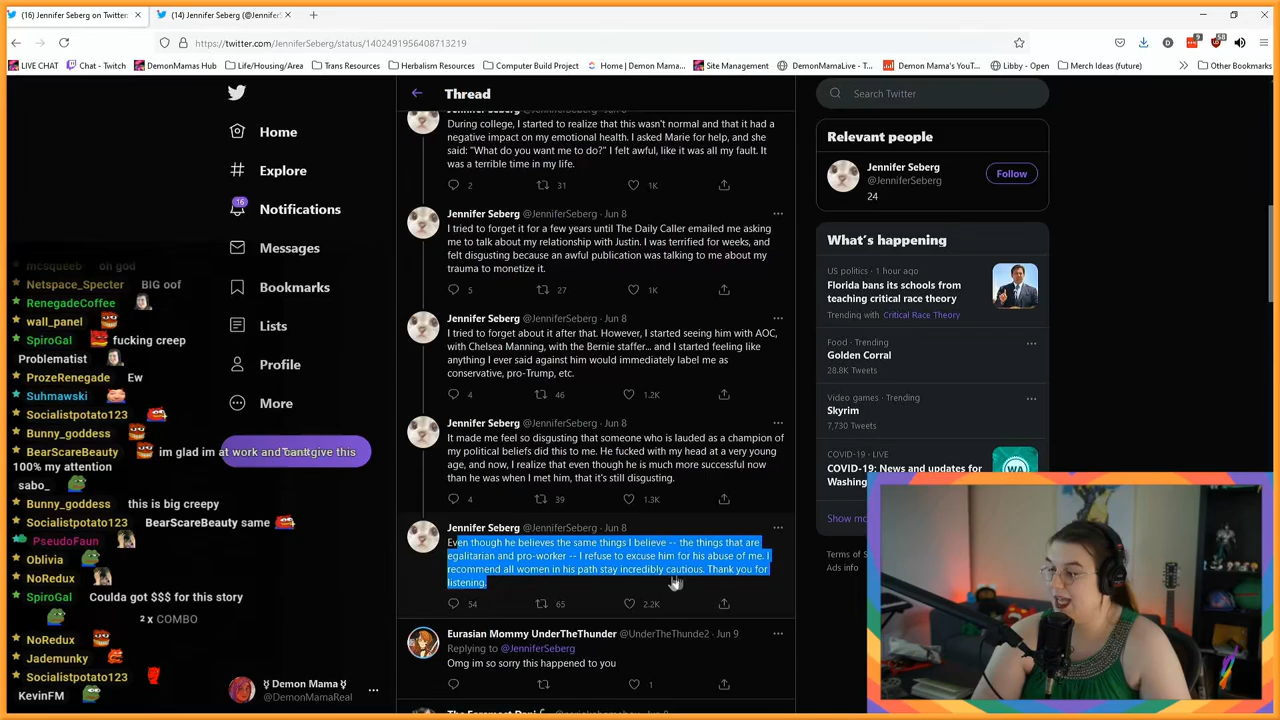 (16) Jennifer Seberg on Twitter:
(14) Jennifer Seberg (@Jennifer
https://twitter.com/JenniferSeberg/status/1402491956408713219
LIVE CHAT
Chat - Twitch
DemonMamas Hub
Life/Housing/Area
Trans Resources
Herbalism Resources
Computer Build Project
Home | Demon Mama...
Site Management
DemonMamaLive - T...
Demon Mama's YouT...
Libby - Open
Merch Ideas (future)
Other Bookmarks
Home
Explore
16
Notifications
Messages
Bookmarks
Lists
Profile
More
Demon Mama
@DemonMamaReal
Thread
Jennifer Seberg @JenniferSeberg · Jun 8
During college, I started to realize that this wasn't normal and that it had a
negative impact on my emotional health. I asked Marie for help, and she
said: "What do you want me to do?" I felt awful, like it was all my fault. It
was a terrible time in my life.
2 31 1K
Jennifer Seberg @JenniferSeberg · Jun 8
I tried to forget it for a few years until The Daily Caller emailed me asking
me to talk about my relationship with Justin. I was terrified for weeks, and
felt disgusting because an awful publication was talking to me about my
trauma to monetize it.
5 27 1K
Jennifer Seberg @JenniferSeberg · Jun 8
I tried to forget about it after that. However, I started seeing him with AOC,
with Chelsea Manning, with the Bernie staffer... and I started feeling like
anything I ever said against him would immediately label me as
conservative, pro-Trump, etc.
4 46 1.2K
Jennifer Seberg @JenniferSeberg · Jun 8
It made me feel so disgusting that someone who is lauded as a champion of
my political beliefs did this to me. He fucked with my head at a very young
age, and now, I realize that even though he is much more successful now
than he was when I met him, that it's still disgusting.
4 39 1.3K
Jennifer Seberg @JenniferSeberg · Jun 8
Even though he believes the same things I believe -- the things that are
egalitarian and pro-worker -- I refuse to excuse him for his abuse of me. I
recommend all women in his path stay incredibly cautious. Thank you for
listening.
54 65 2.2K
Eurasian Mommy UnderTheThunder @UnderTheThunde2 · Jun 9
Replying to @JenniferSeberg
Omg im so sorry this happened to you
1
Search Twitter
Relevant people
Jennifer Seberg
@JenniferSeberg
Follow
24
What's happening
US politics · 1 hour ago
Florida bans its schools from
teaching critical race theory
Trending with Critical Race Theory
Food · Trending
Golden Corral
28.8K Tweets
Video games · Trending
Skyrim
7,730 Tweets
COVID-19 · LIVE
COVID-19: News and updates for
Washing
Show mo
Terms of S
Ads info
mcsqueeb oh god
Netspace_Specter BIG oof
RenegadeCoffee
wall_panel
SpiroGal fucking creep
Problematist
ProzeRenegade Ew
Suhmawski
Socialistpotato123
Bunny_goddess
BearScareBeauty im glad im at work and cant give this
100% my attention
sabo_
Bunny_goddess this is big creepy
Socialistpotato123 BearScareBeauty same
PseudoFaun
Oblivia
NoRedux
SpiroGal Coulda got $$$ for this story
2 x COMBO
NoRedux
Jademunky
Socialistpotato123
KevinFM